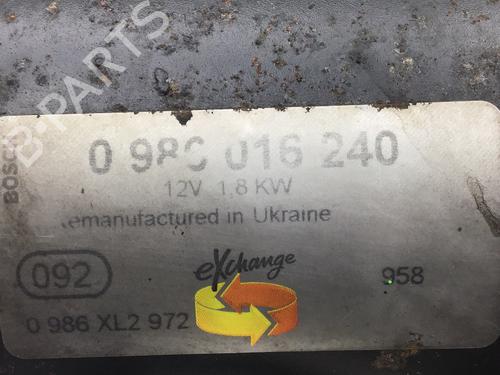 B-PARTS
BOSCH
0 986 016 240
12V 1,8 KW
Remanufactured in Ukraine
eXchange
092
958
0 986 XL2 972